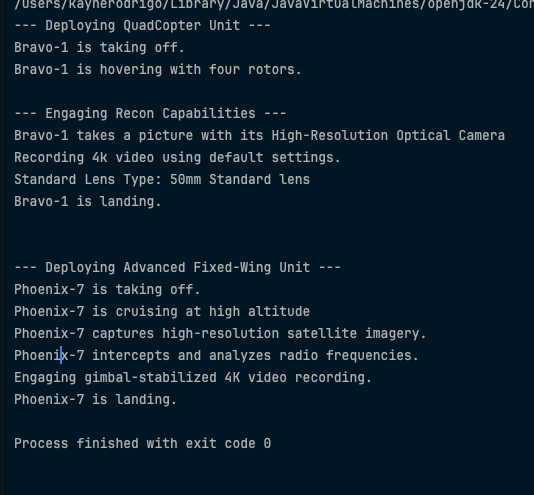 /Users/kaynerodrigo/Library/Java/JavaVirtualMachines/openjdk-24/Con
--- Deploying QuadCopter Unit ---
Bravo-1 is taking off.
Bravo-1 is hovering with four rotors.
--- Engaging Recon Capabilities ---
Bravo-1 takes a picture with its High-Resolution Optical Camera
Recording 4k video using default settings.
Standard Lens Type: 50mm Standard lens
Bravo-1 is landing.
--- Deploying Advanced Fixed-Wing Unit ---
Phoenix-7 is taking off.
Phoenix-7 is cruising at high altitude
Phoenix-7 captures high-resolution satellite imagery.
Phoenix-7 intercepts and analyzes radio frequencies.
Engaging gimbal-stabilized 4K video recording.
Phoenix-7 is landing.
Process finished with exit code 0